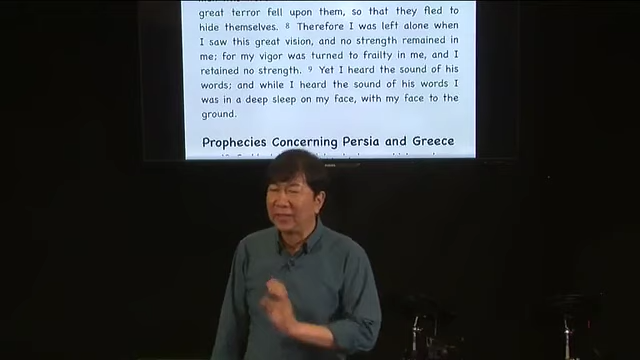 great terror fell upon them, so that they fled to
hide themselves. 8 Therefore I was left alone when
I saw this great vision, and no strength remained in
me; for my vigor was turned to frailty in me, and I
retained no strength. 9 Yet I heard the sound of his
words; and while I heard the sound of his words I
was in a deep sleep on my face, with my face to the
ground.
Prophecies Concerning Persia and Greece